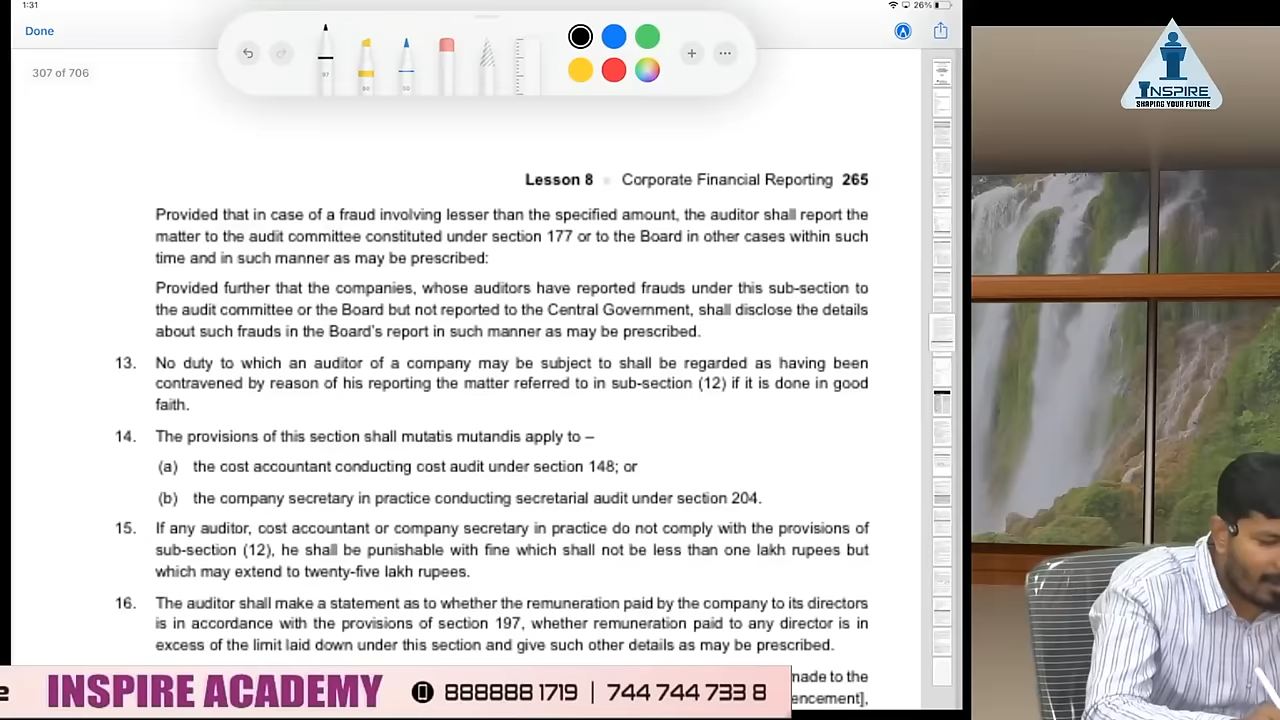 1:31
26%
Done
307 of 706
INSPIRE
SHAPING YOUR FUTURE
Lesson 8 Corporate Financial Reporting 265
Provided that in case of a fraud involving lesser than the specified amount, the auditor shall report the
matter to the audit committee constituted under section 177 or to the Board in other cases within such
time and in such manner as may be prescribed:
Provided further that the companies, whose auditors have reported frauds under this sub-section to
the audit committee or the Board but not reported to the Central Government, shall disclose the details
about such frauds in the Board's report in such manner as may be prescribed.
13. No duty to which an auditor of a company may be subject to shall be regarded as having been
contravened by reason of his reporting the matter referred to in sub-section (12) if it is done in good
faith.
14. The provisions of this section shall mutatis mutandis apply to –
(a) the cost accountant conducting cost audit under section 148; or
(b) the company secretary in practice conducting secretarial audit under section 204.
15. If any auditor, cost accountant or company secretary in practice do not comply with the provisions of
sub-section (12), he shall be punishable with fine which shall not be less than one lakh rupees but
which may extend to twenty-five lakh rupees.
16. The auditor shall make a statement as to whether the remuneration paid by the company to its directors
is in accordance with the provisions of section 197, whether remuneration paid to any director is in
excess of the limit laid down under this section and give such other details as may be prescribed.
made to the
encement],
INSPIRE ACADEMY 888888 1719 | 744 744 733 8